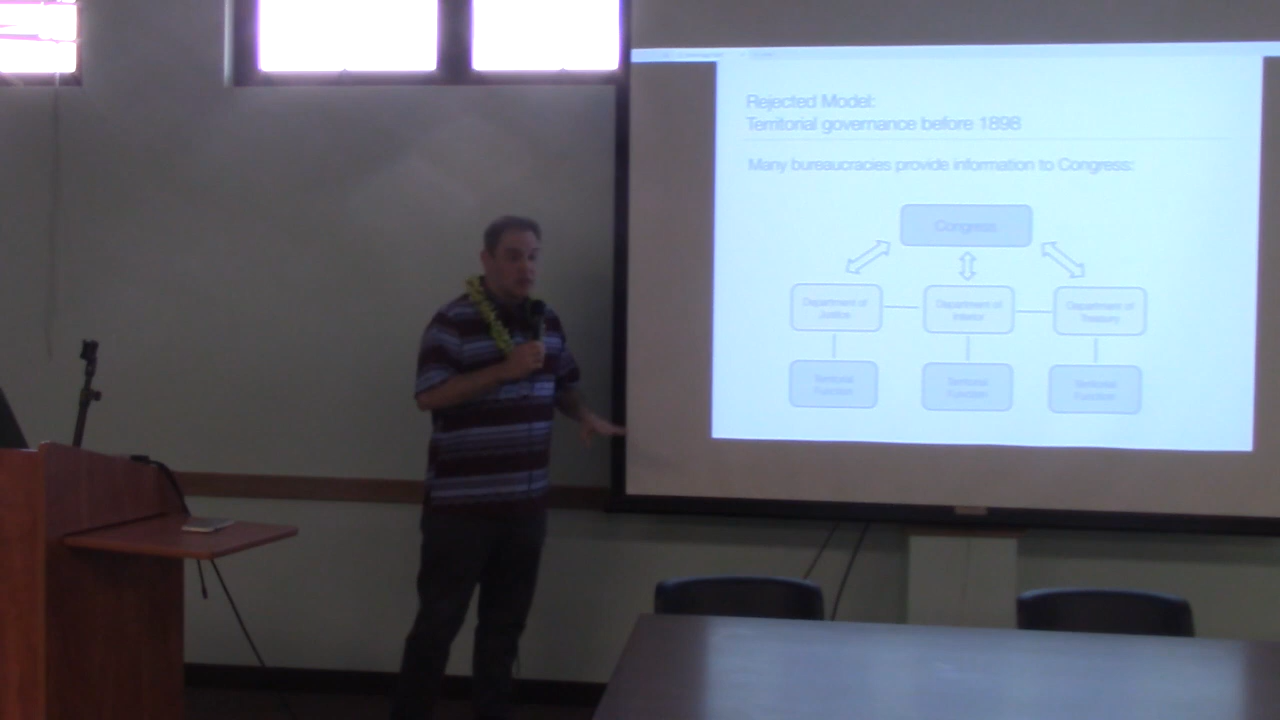 Rejected Model:
Territorial governance before 1898
Many bureaucracies provide information to Congress:
Congress
Department of
Justice
Department of
Interior
Department of
Treasury
Territorial
Function
Territorial
Function
Territorial
Function